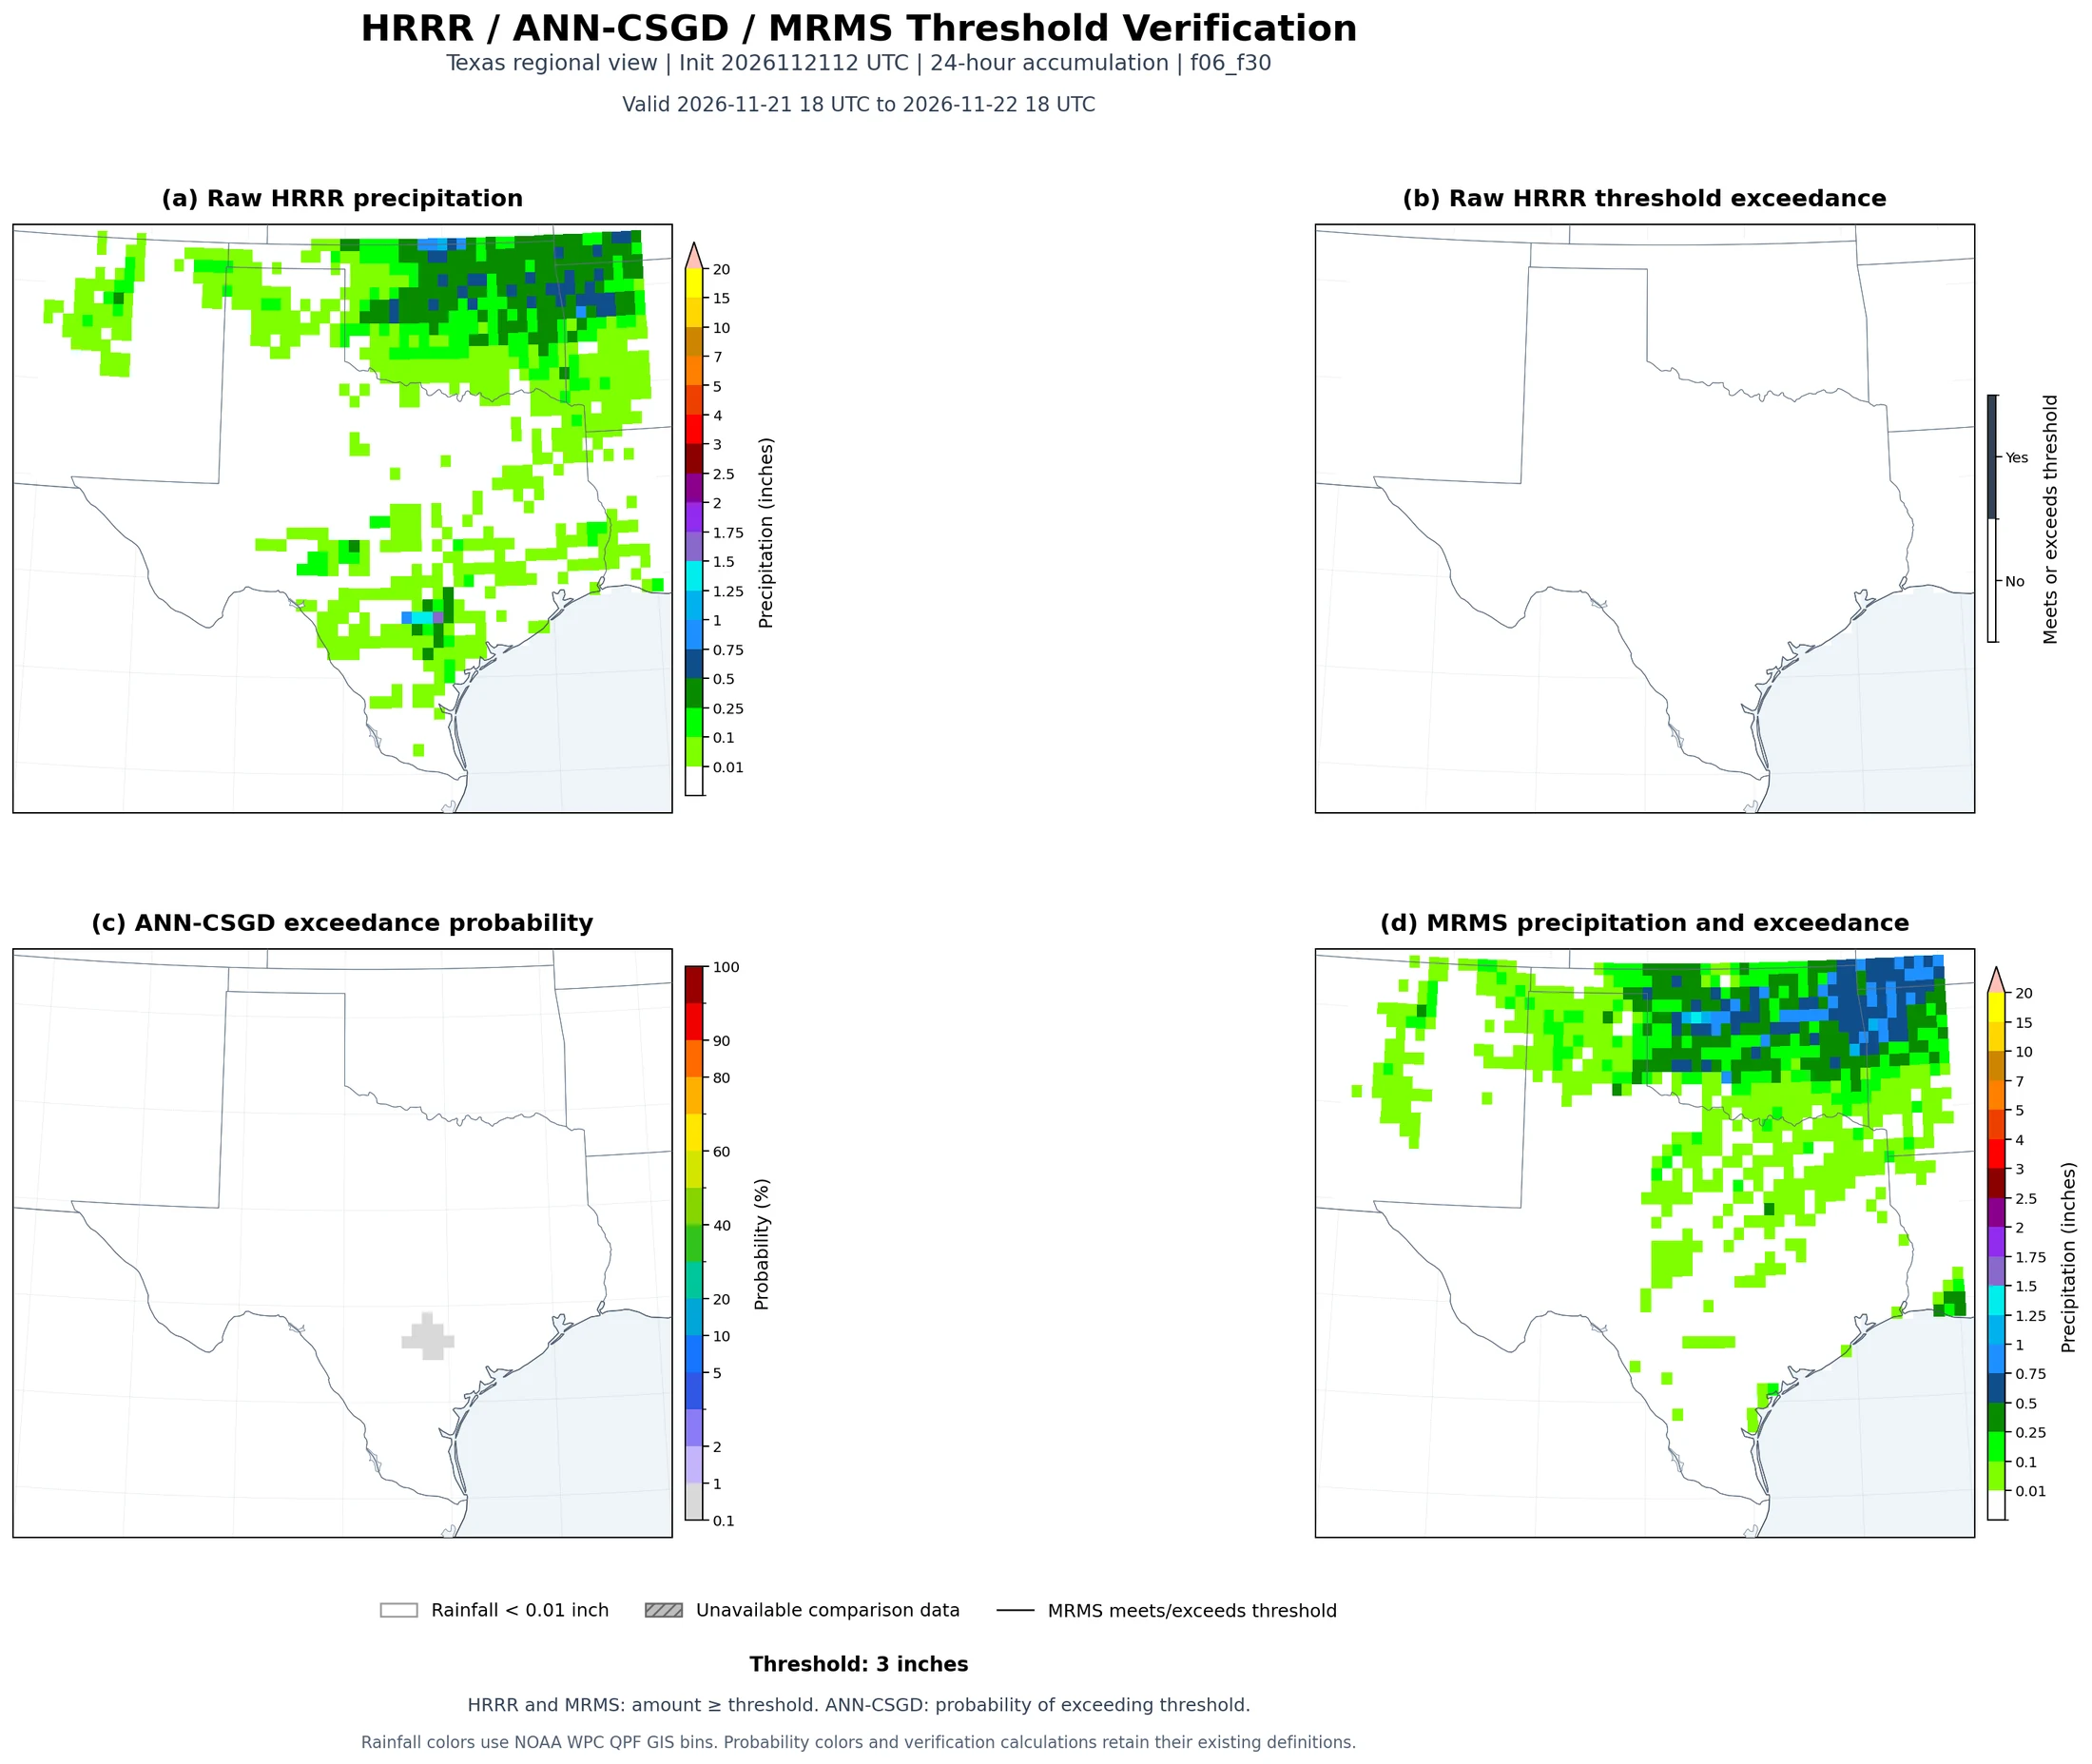 HRRR / ANN-CSGD / MRMS Threshold Verification
Texas regional view | Init 2026112112 UTC | 24-hour accumulation | f06_f30
Valid 2026-11-21 18 UTC to 2026-11-22 18 UTC
(a) Raw HRRR precipitation
20
15
10
7
5
4
3
2.5
2
1.75
1.5
1.25
1
0.75
0.5
0.25
0.1
0.01
Precipitation (inches)
(b) Raw HRRR threshold exceedance
Yes
No
Meets or exceeds threshold
(c) ANN-CSGD exceedance probability
100
90
80
60
40
20
10
5
2
1
0.1
Probability (%)
(d) MRMS precipitation and exceedance
20
15
10
7
5
4
3
2.5
2
1.75
1.5
1.25
1
0.75
0.5
0.25
0.1
0.01
Precipitation (inches)
Rainfall < 0.01 inch
Unavailable comparison data
MRMS meets/exceeds threshold
Threshold: 3 inches
HRRR and MRMS: amount ≥ threshold. ANN-CSGD: probability of exceeding threshold.
Rainfall colors use NOAA WPC QPF GIS bins. Probability colors and verification calculations retain their existing definitions.